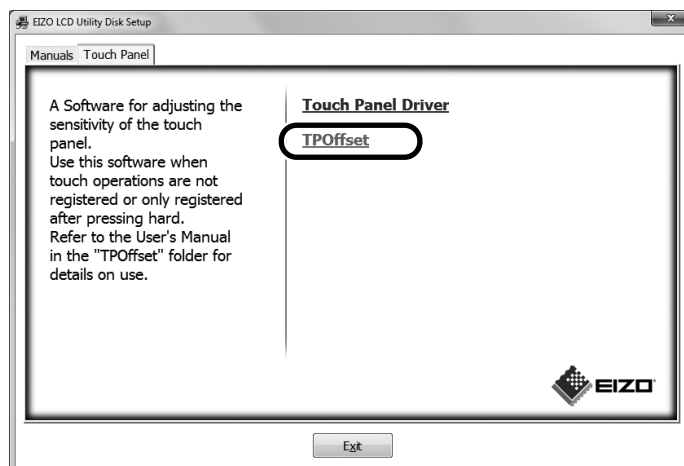 EIZO LCD Utility Disk Setup
x
Manuals Touch Panel
A Software for adjusting the
sensitivity of the touch
panel.
Use this software when
touch operations are not
registered or only registered
after pressing hard.
Refer to the User's Manual
in the "TPOffset" folder for
details on use.
Touch Panel Driver
TPOffset
EIZO
Exit